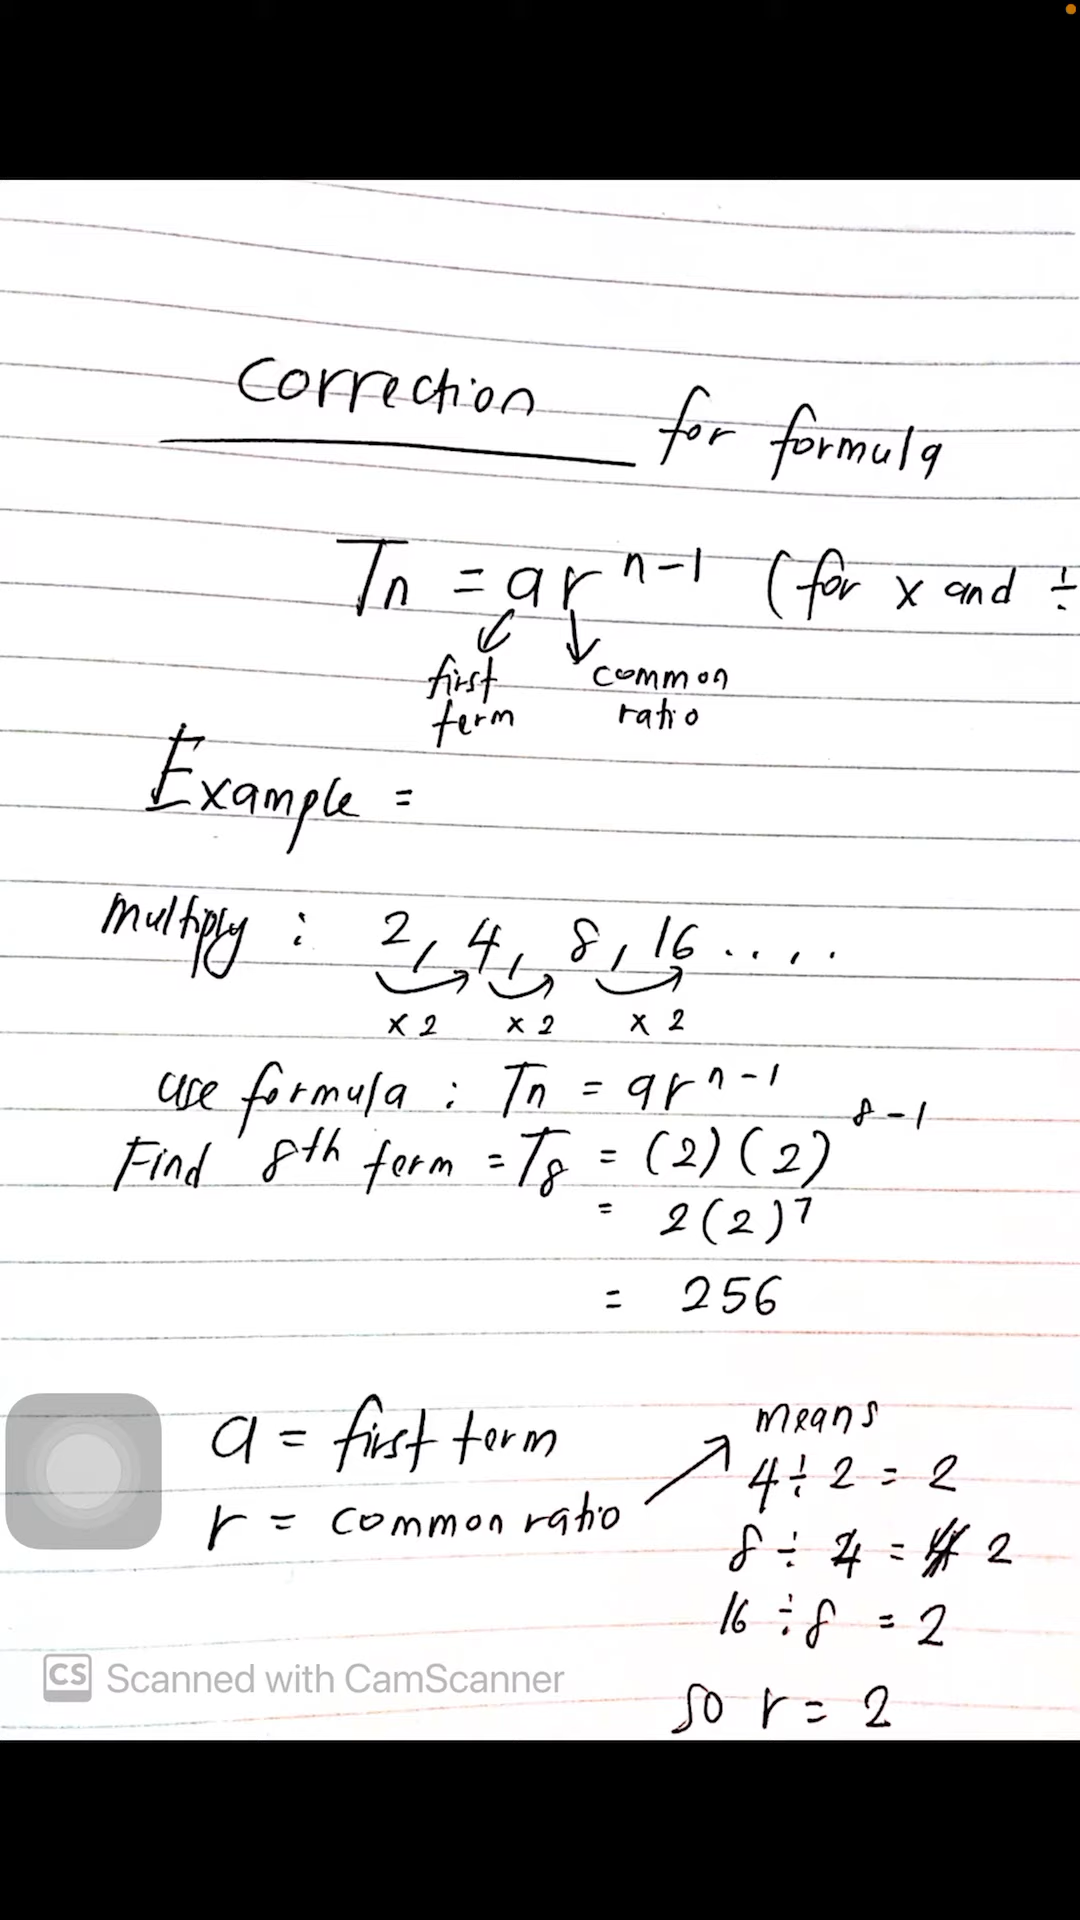 Correction for formula
Tn = ar n-1 (for x and ÷
first term
common ratio
Example =
multiply : 2, 4, 8, 16 .....
x 2 x 2 x 2
use formula : Tn = ar n-1
Find 8th term = T8 = (2)(2) 8-1
= 2(2)7
= 256
a = first term
r = common ratio
means
4 ÷ 2 = 2
8 ÷ 4 = 2
16 ÷ 8 = 2
so r = 2
CS Scanned with CamScanner